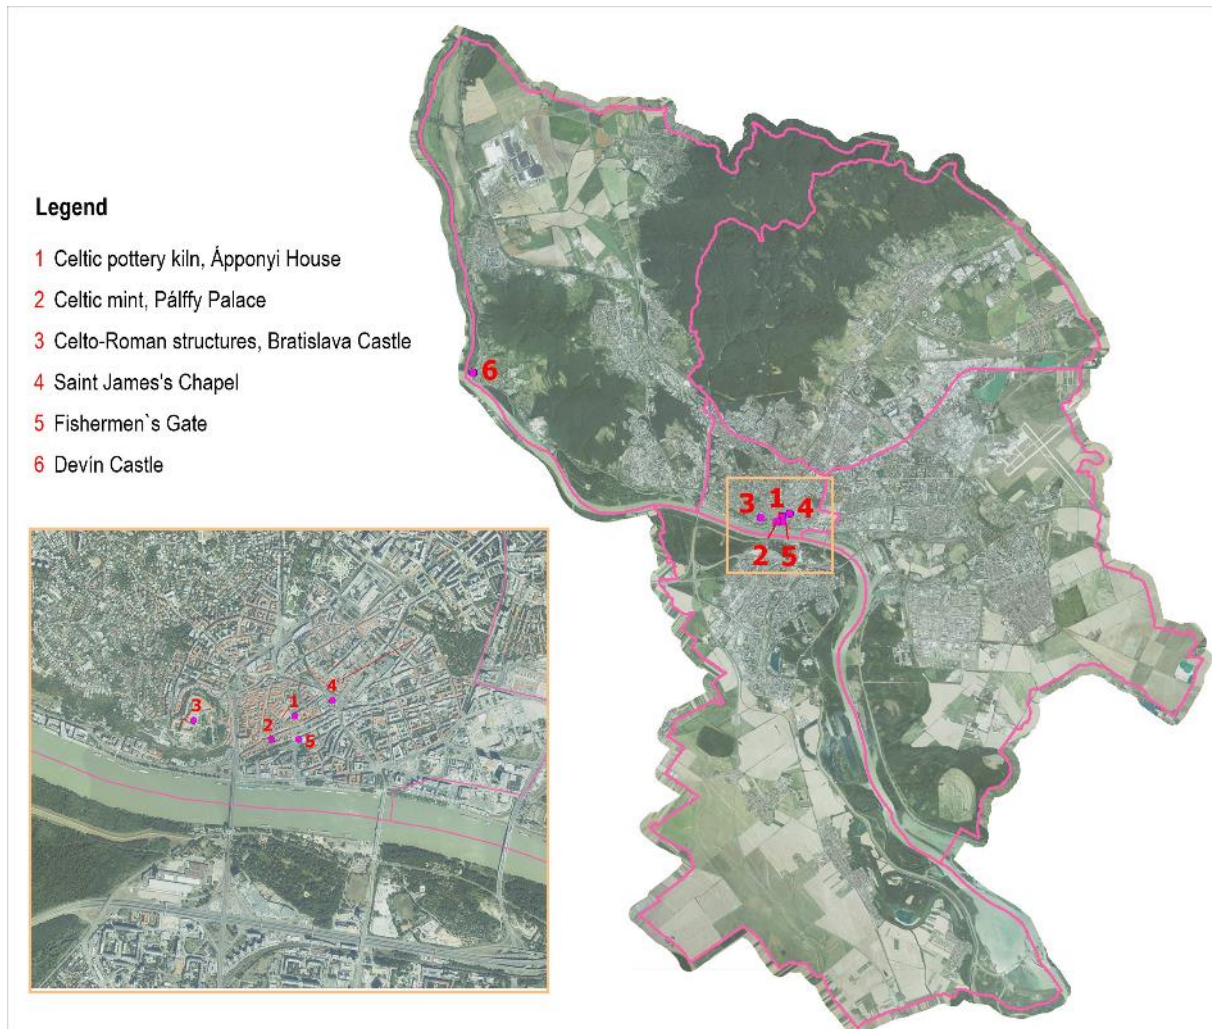 Legend
1 Celtic pottery kiln, Ápponyi House
2 Celtic mint, Pálffy Palace
3 Celto-Roman structures, Bratislava Castle
4 Saint James's Chapel
5 Fishermen`s Gate
6 Devín Castle
6
3 1 4
2 5
4
3 1
2 5